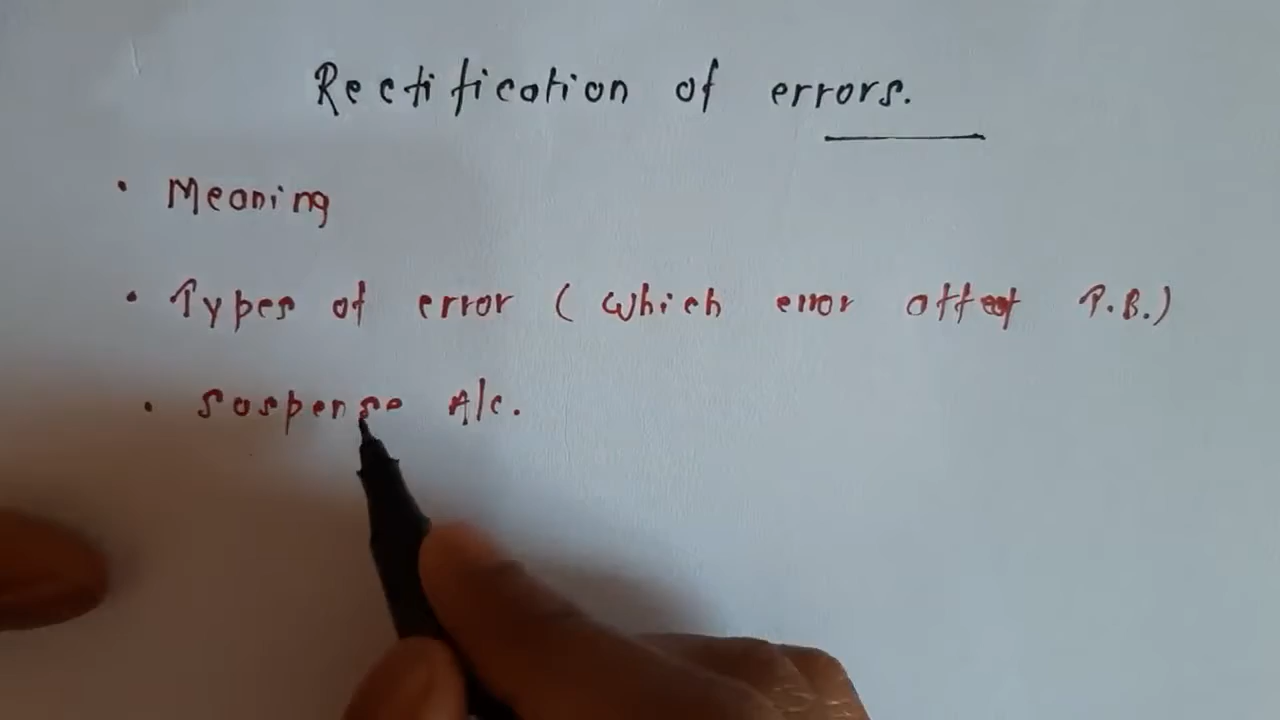 Rectification of errors.
• Meaning
• Types of error ( which error affect T.B.)
• Suspense A/c.